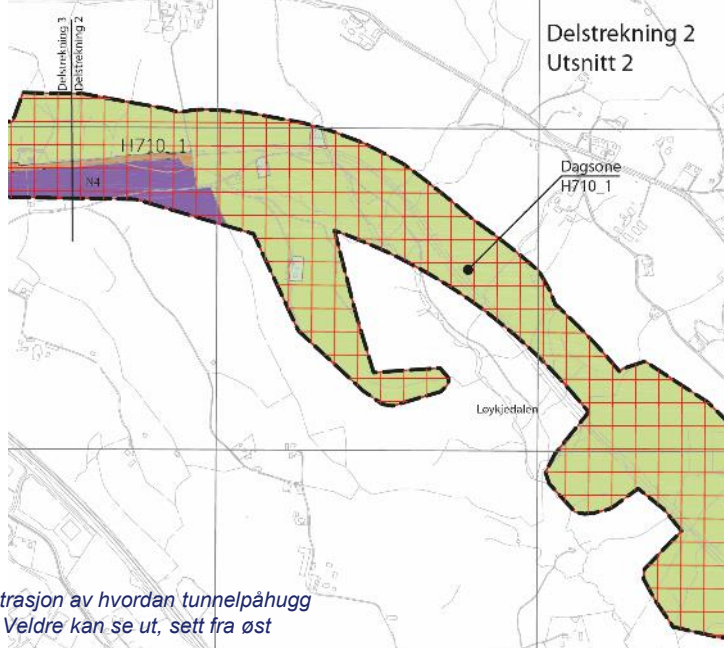 Delstrekning 2
Utsnitt 2
Delstrekning 3
Delstrekning 2
H710_1
N4
Dagsone
H710_1
Løykjedalen
trasjon av hvordan tunnelpåhugg
Veldre kan se ut, sett fra øst